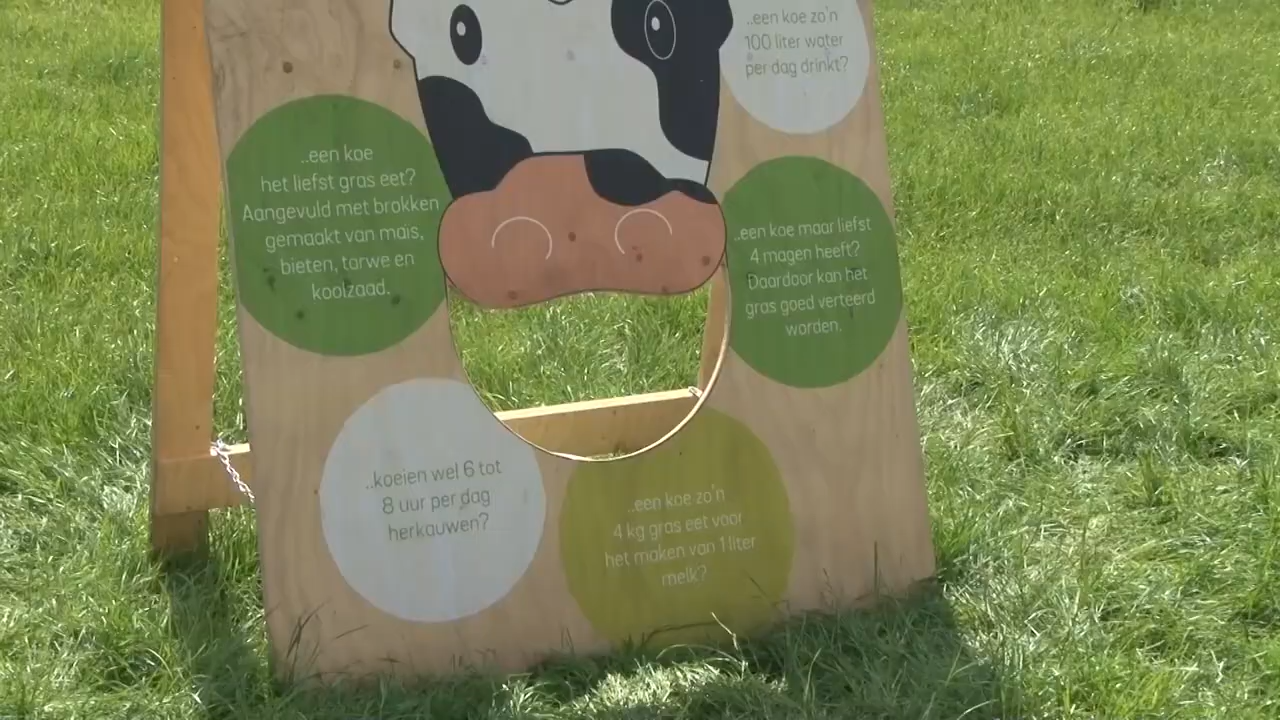 ..een koe zo'n
100 liter water
per dag drinkt?
..een koe
het liefst gras eet?
Aangevuld met brokken
gemaakt van mais,
bieten, tarwe en
koolzaad.
..een koe maar liefst
4 magen heeft?
Daardoor kan het
gras goed verteerd
worden.
..koeien wel 6 tot
8 uur per dag
herkauwen?
..een koe zo'n
4 kg gras eet voor
het maken van 1 liter
melk?